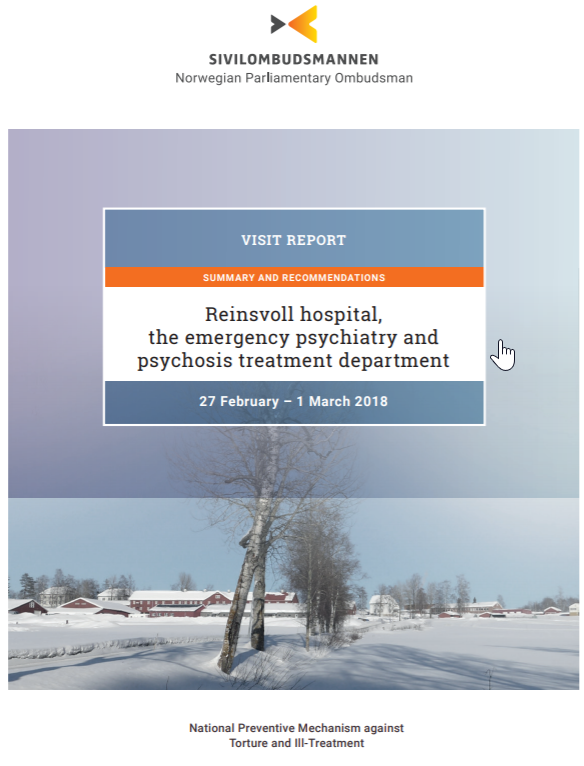 SIVILOMBUDSMANNEN
Norwegian Parliamentary Ombudsman
VISIT REPORT
SUMMARY AND RECOMMENDATIONS
Reinsvoll hospital,
the emergency psychiatry and
psychosis treatment department
27 February – 1 March 2018
National Preventive Mechanism against
Torture and Ill-Treatment